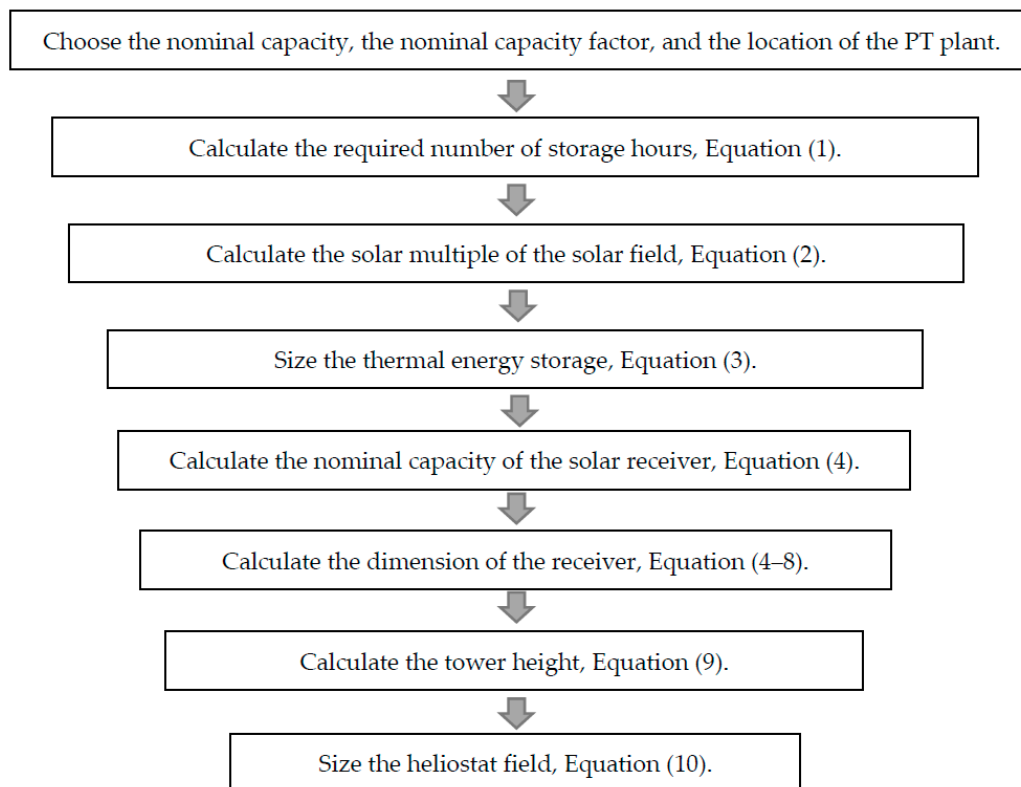 Choose the nominal capacity, the nominal capacity factor, and the location of the PT plant.
Calculate the required number of storage hours, Equation (1).
Calculate the solar multiple of the solar field, Equation (2).
Size the thermal energy storage, Equation (3).
Calculate the nominal capacity of the solar receiver, Equation (4).
Calculate the dimension of the receiver, Equation (4–8).
Calculate the tower height, Equation (9).
Size the heliostat field, Equation (10).